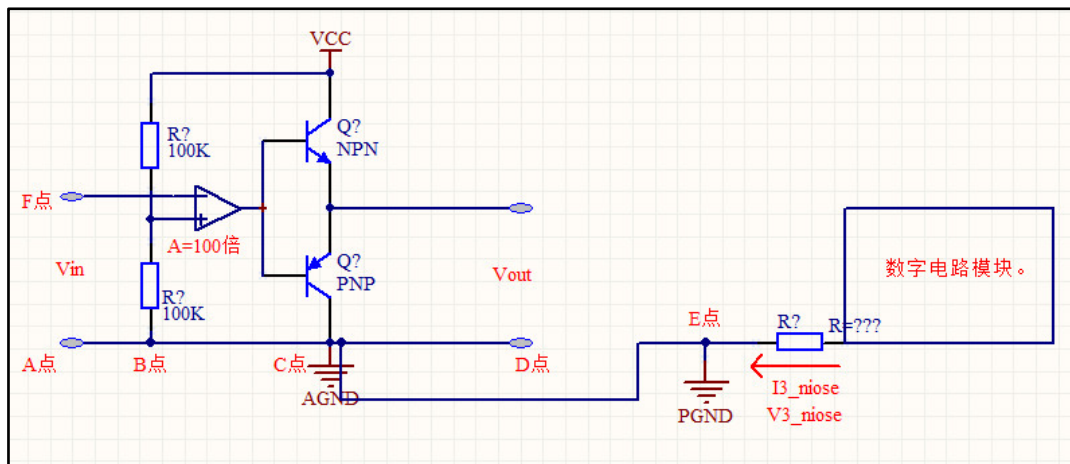 VCC
R?
100K
Q?
NPN
F点
A=100倍
Vin
R?
100K
Q?
PNP
Vout
数字电路模块。
E点
R?
R=???
A点
B点
C点
D点
AGND
PGND
I3_niose
V3_niose